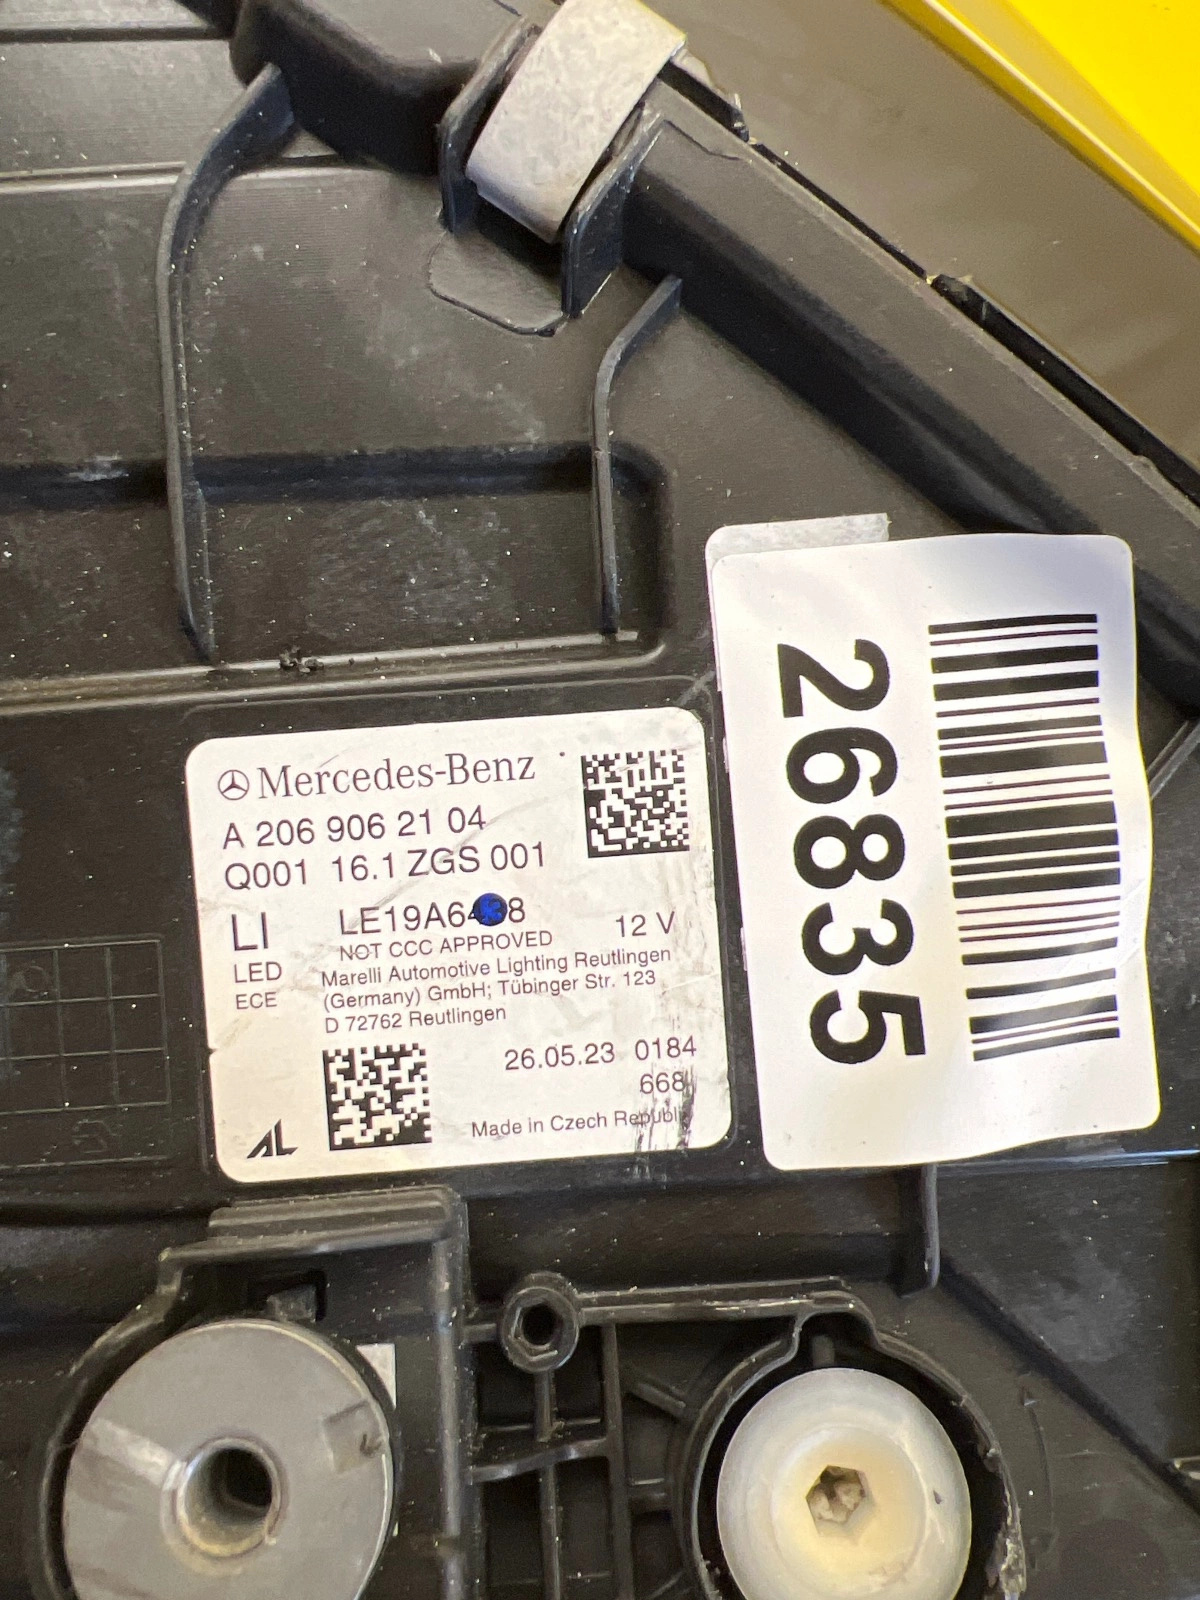 Mercedes-Benz
A 206 906 21 04
Q001 16.1 ZGS 001
LI LE19A6438 12 V
NOT CCC APPROVED
LED
ECE
Marelli Automotive Lighting Reutlingen
(Germany) GmbH; Tübinger Str. 123
D 72762 Reutlingen
26.05.23 0184
668
Made in Czech Republic
AL
26835